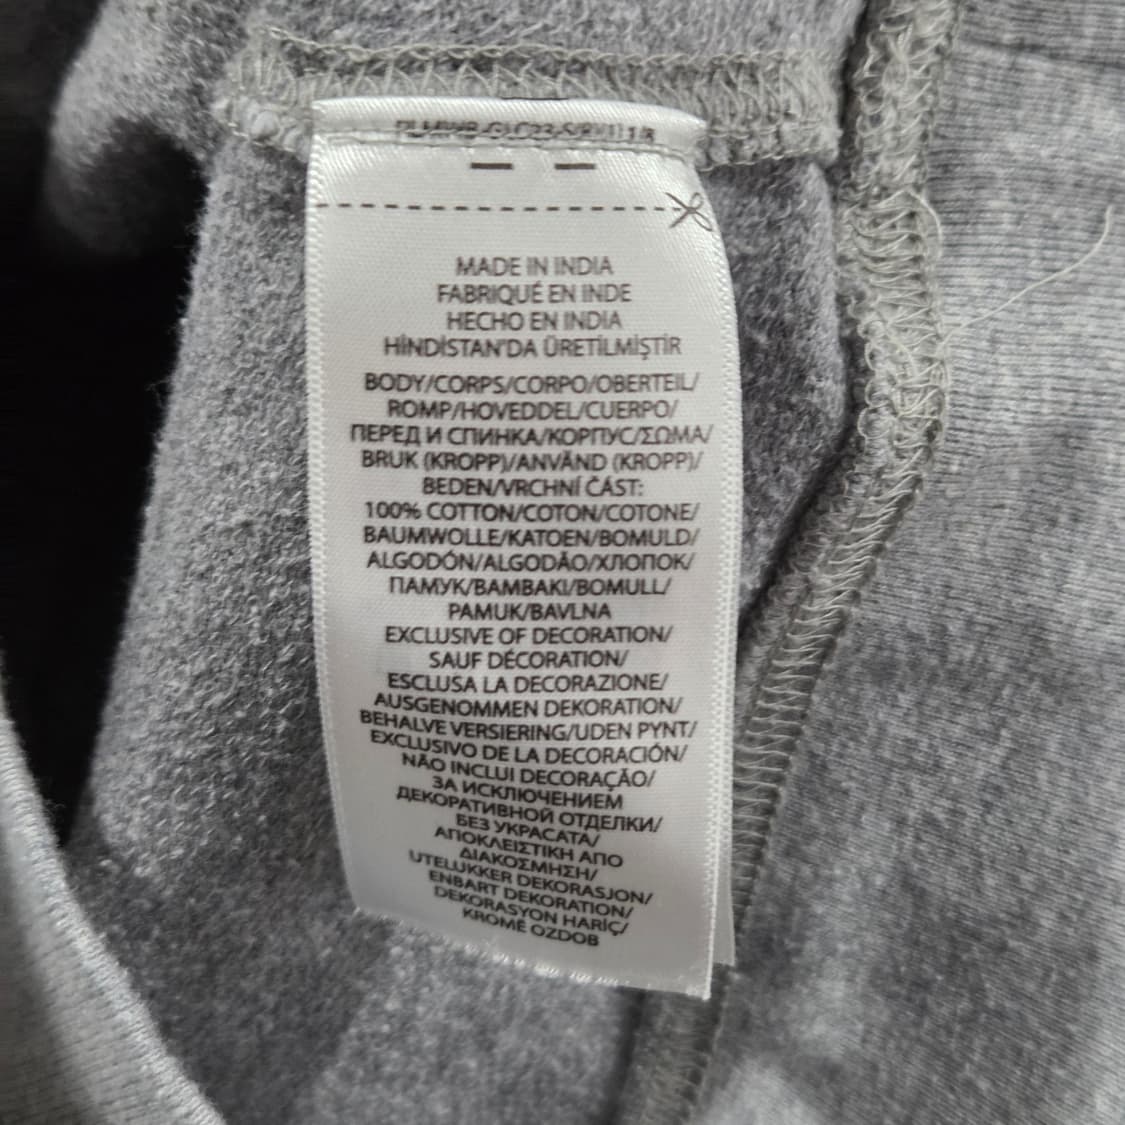 MADE IN INDIA
FABRIQUÉ EN INDE
HECHO EN INDIA
HİNDİSTAN'DA ÜRETİLMİŞTİR
BODY/CORPS/CORPO/OBERTEIL/
ROMP/HOVEDDEL/CUERPO/
ПЕРЕД И СПИНКА/КОРПУС/ΣΩΜΑ/
BRUK (KROPP)/ANVÄND (KROPP)/
BEDEN/VRCHNÍ ČÁST:
100% COTTON/COTON/COTONE/
BAUMWOLLE/KATOEN/BOMULD/
ALGODÓN/ALGODÃO/ХЛОПОК/
ПАМУК/BAMBAKI/BOMULL/
PAMUK/BAVLNA
EXCLUSIVE OF DECORATION/
SAUF DÉCORATION/
ESCLUSA LA DECORAZIONE/
AUSGENOMMEN DEKORATION/
BEHALVE VERSIERING/UDEN PYNT/
EXCLUSIVO DE LA DECORACIÓN/
NÃO INCLUI DECORAÇÃO/
ЗА ИСКЛЮЧЕНИЕМ
ДЕКОРАТИВНОЙ ОТДЕЛКИ/
БЕЗ УКРАСАТА/
ΑΠΟΚΛΕΙΣΤΙΚΗ ΑΠΟ
ΔΙΑΚΟΣΜΗΣΗ/
UTELUKKER DEKORASJON/
ENBART DEKORATION/
DEKORASYON HARİÇ/
KROMĚ OZDOB